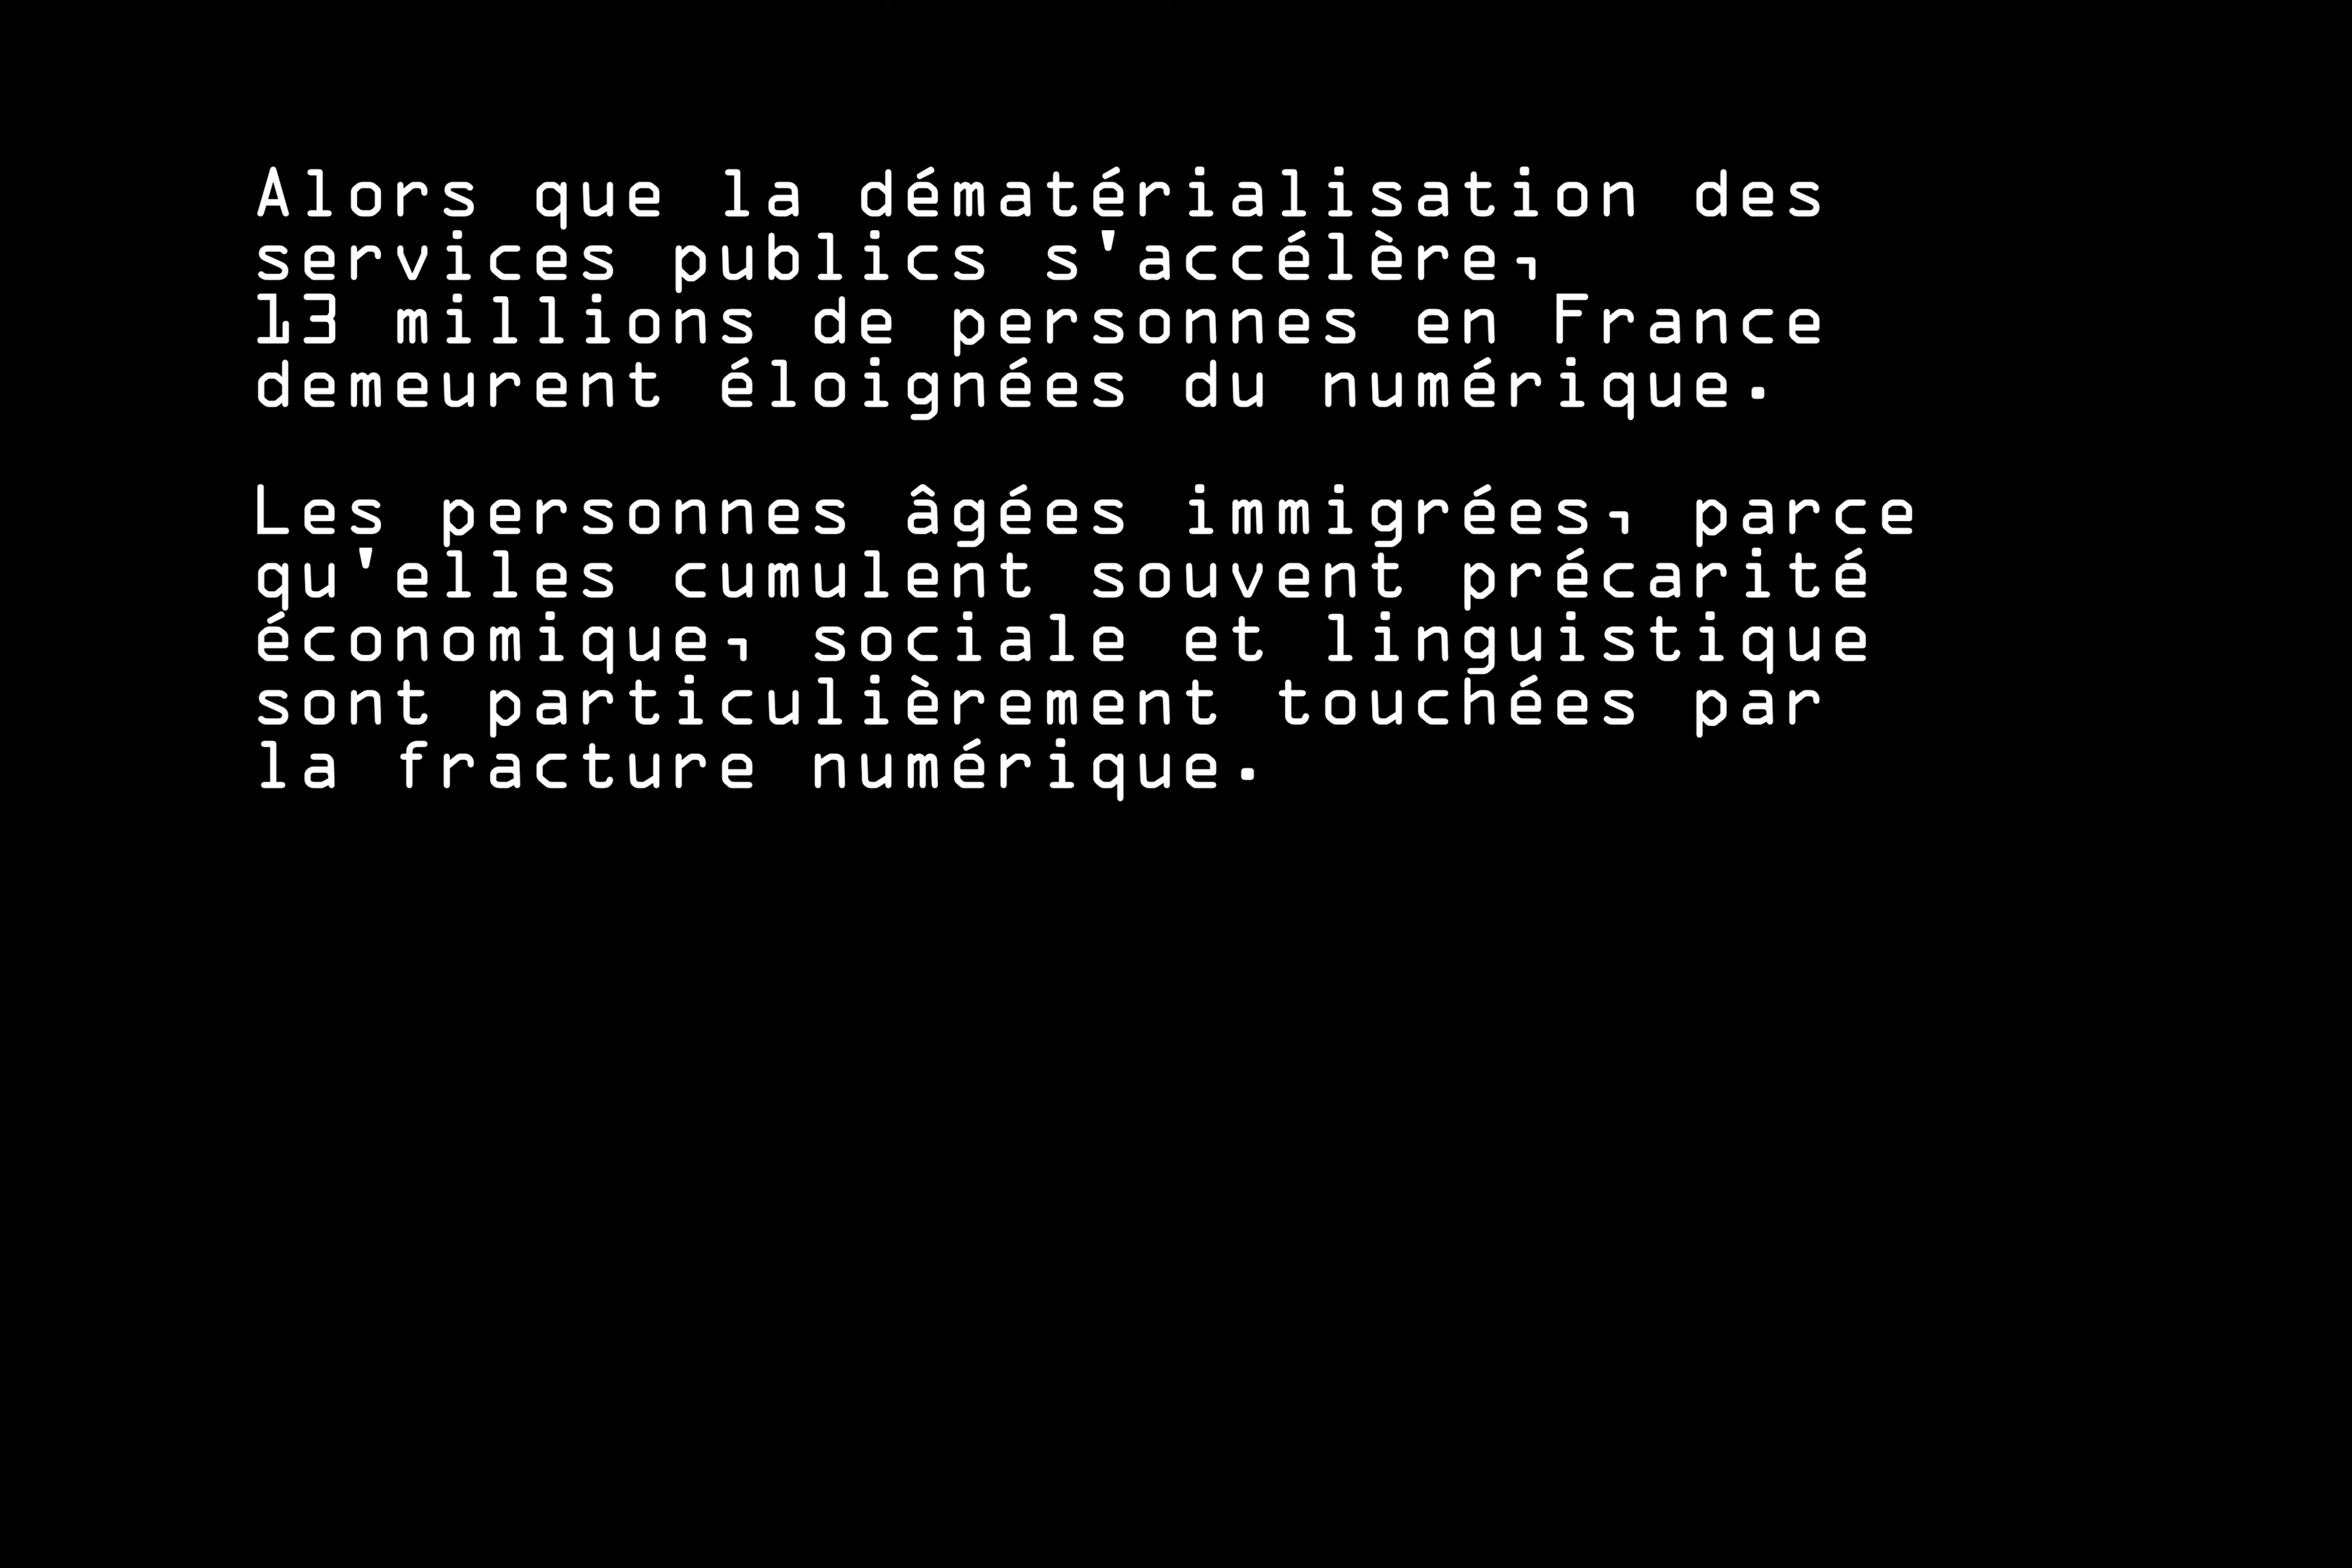 Alors que la dématérialisation des
services publics s'accélère,
13 millions de personnes en France
demeurent éloignées du numérique.
Les personnes âgées immigrées, parce
qu'elles cumulent souvent précarité
économique, sociale et linguistique
sont particulièrement touchées par
la fracture numérique.